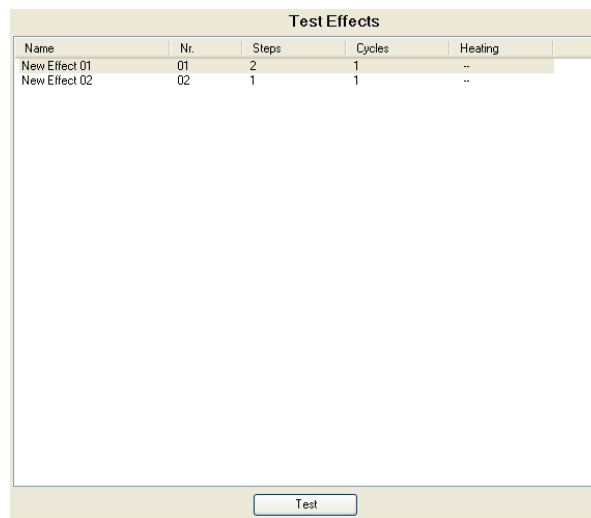 Test Effects
Name Nr. Steps Cycles Heating
New Effect 01 01 2 1 --
New Effect 02 02 1 1 --
Test